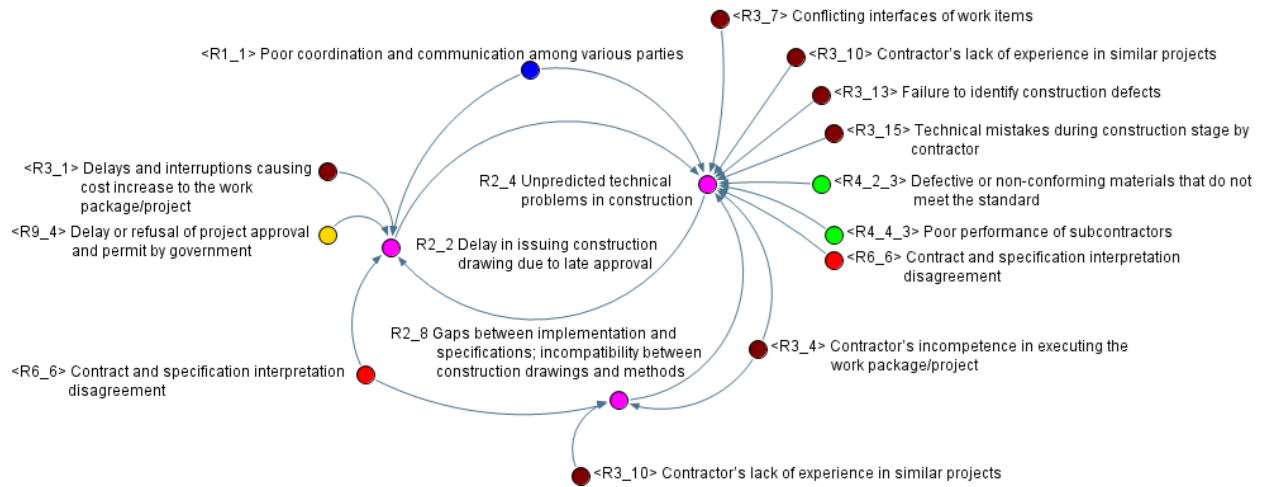 <R3_7> Conflicting interfaces of work items
<R1_1> Poor coordination and communication among various parties
<R3_10> Contractor's lack of experience in similar projects
<R3_13> Failure to identify construction defects
<R3_15> Technical mistakes during construction stage by
contractor
<R3_1> Delays and interruptions causing
cost increase to the work
package/project
R2_4 Unpredicted technical
problems in construction
<R4_2_3> Defective or non-conforming materials that do not
meet the standard
<R9_4> Delay or refusal of project approval
and permit by government
R2_2 Delay in issuing construction
drawing due to late approval
<R4_4_3> Poor performance of subcontractors
<R6_6> Contract and specification interpretation
disagreement
R2_8 Gaps between implementation and
specifications; incompatibility between
construction drawings and methods
<R3_4> Contractor's incompetence in executing the
work package/project
<R6_6> Contract and specification interpretation
disagreement
<R3_10> Contractor's lack of experience in similar projects